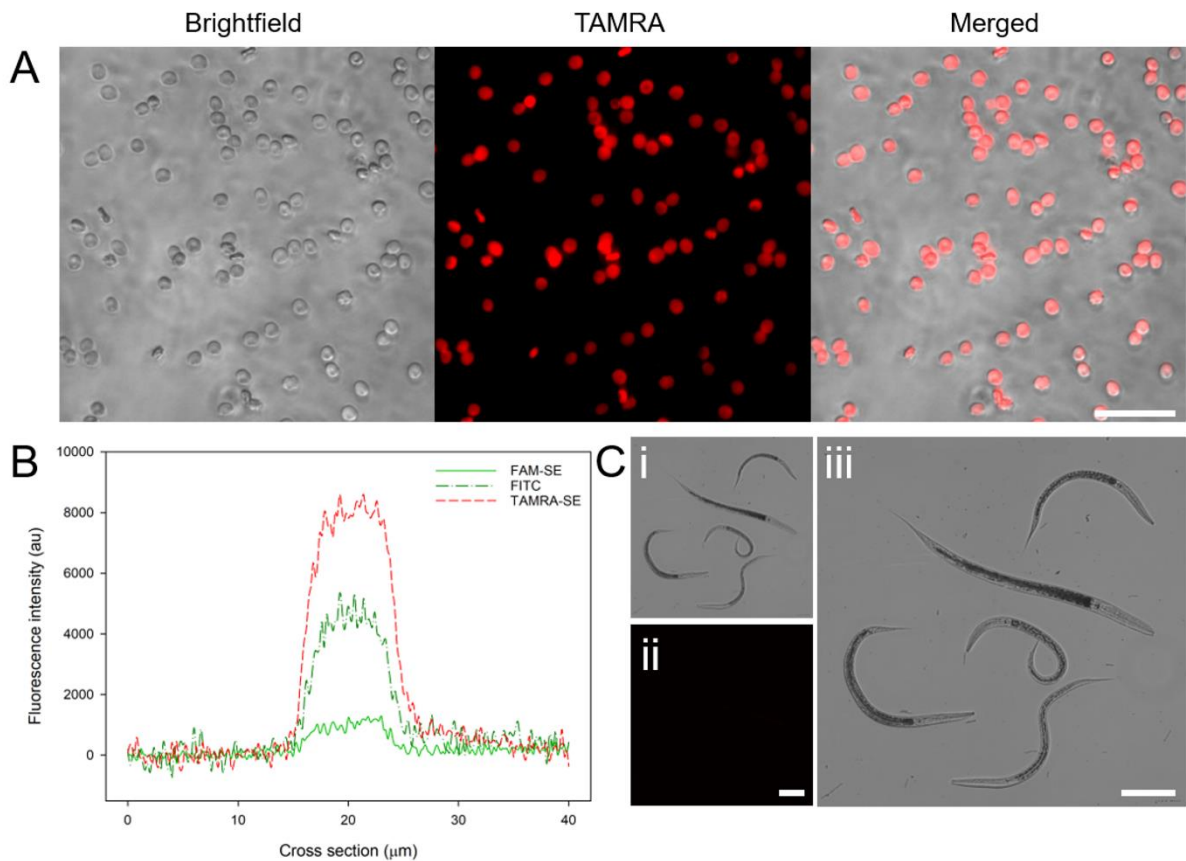 Brightfield TAMRA Merged
A
B
10000
8000
6000
4000
2000
0
Fluorescence intensity (au)
FAM-SE
FITC
TAMRA-SE
0 10 20 30 40
Cross section (μm)
C
i
ii
iii